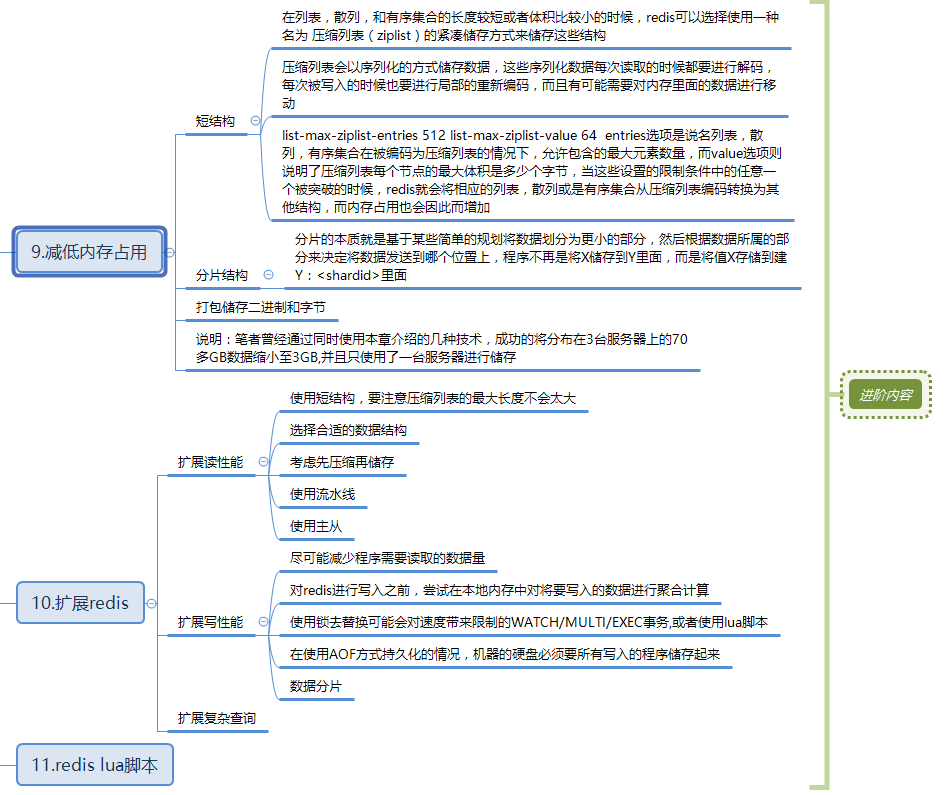 在列表，散列，和有序集合的长度较短或者体积比较小的时候，redis可以选择使用一种
名为 压缩列表（ziplist）的紧凑储存方式来储存这些结构
压缩列表会以序列化的方式储存数据，这些序列化数据每次读取的时候都要进行解码，
每次被写入的时候也要进行局部的重新编码，而且有可能需要对内存里面的数据进行移
动
短结构
list-max-ziplist-entries 512 list-max-ziplist-value 64  entries选项是说名列表，散
列，有序集合在被编码为压缩列表的情况下，允许包含的最大元素数量，而value选项则
说明了压缩列表每个节点的最大体积是多少个字节，当这些设置的限制条件中的任意一
个被突破的时候，redis就会将相应的列表，散列或是有序集合从压缩列表编码转换为其
他结构，而内存占用也会因此而增加
9.减低内存占用
分片的本质就是基于某些简单的规划将数据划分为更小的部分，然后根据数据所属的部
分来决定将数据发送到哪个位置上，程序不再是将X储存到Y里面，而是将值X存储到建
Y：<shardid>里面
分片结构
打包储存二进制和字节
说明：笔者曾经通过同时使用本章介绍的几种技术，成功的将分布在3台服务器上的70
多GB数据缩小至3GB,并且只使用了一台服务器进行储存
进阶内容
使用短结构，要注意压缩列表的最大长度不会太大
选择合适的数据结构
扩展读性能
考虑先压缩再储存
使用流水线
使用主从
10.扩展redis
尽可能减少程序需要读取的数据量
对redis进行写入之前，尝试在本地内存中对将要写入的数据进行聚合计算
扩展写性能
使用锁去替换可能会对速度带来限制的WATCH/MULTI/EXEC事务,或者使用lua脚本
在使用AOF方式持久化的情况，机器的硬盘必须要所有写入的程序储存起来
数据分片
扩展复杂查询
11.redis lua脚本